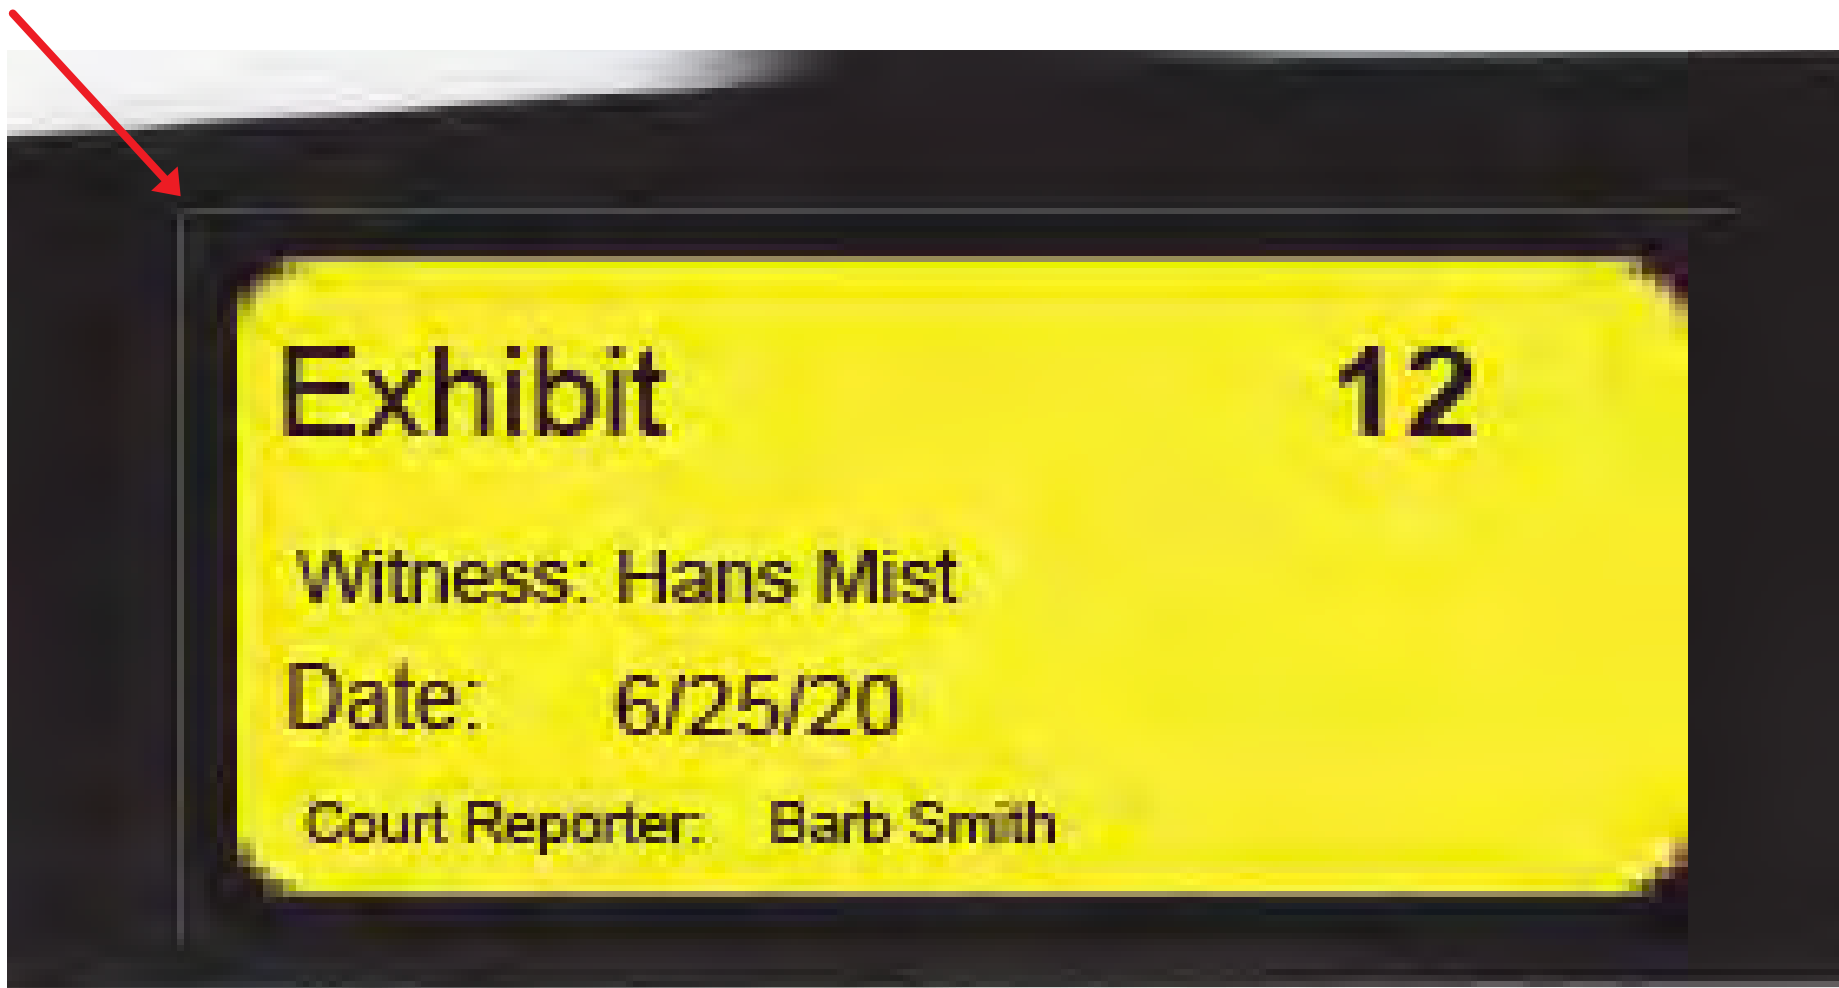 Exhibit 12
Witness: Hans Mist
Date: 6/25/20
Court Reporter: Barb Smith